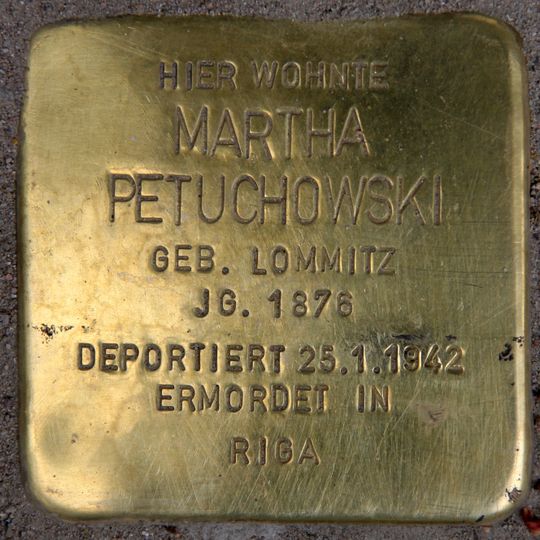 HIER WOHNTE
MARTHA
PETUCHOWSKI
GEB. LOMMITZ
JG. 1876
DEPORTIERT 25.1.1942
ERMORDET IN
RIGA